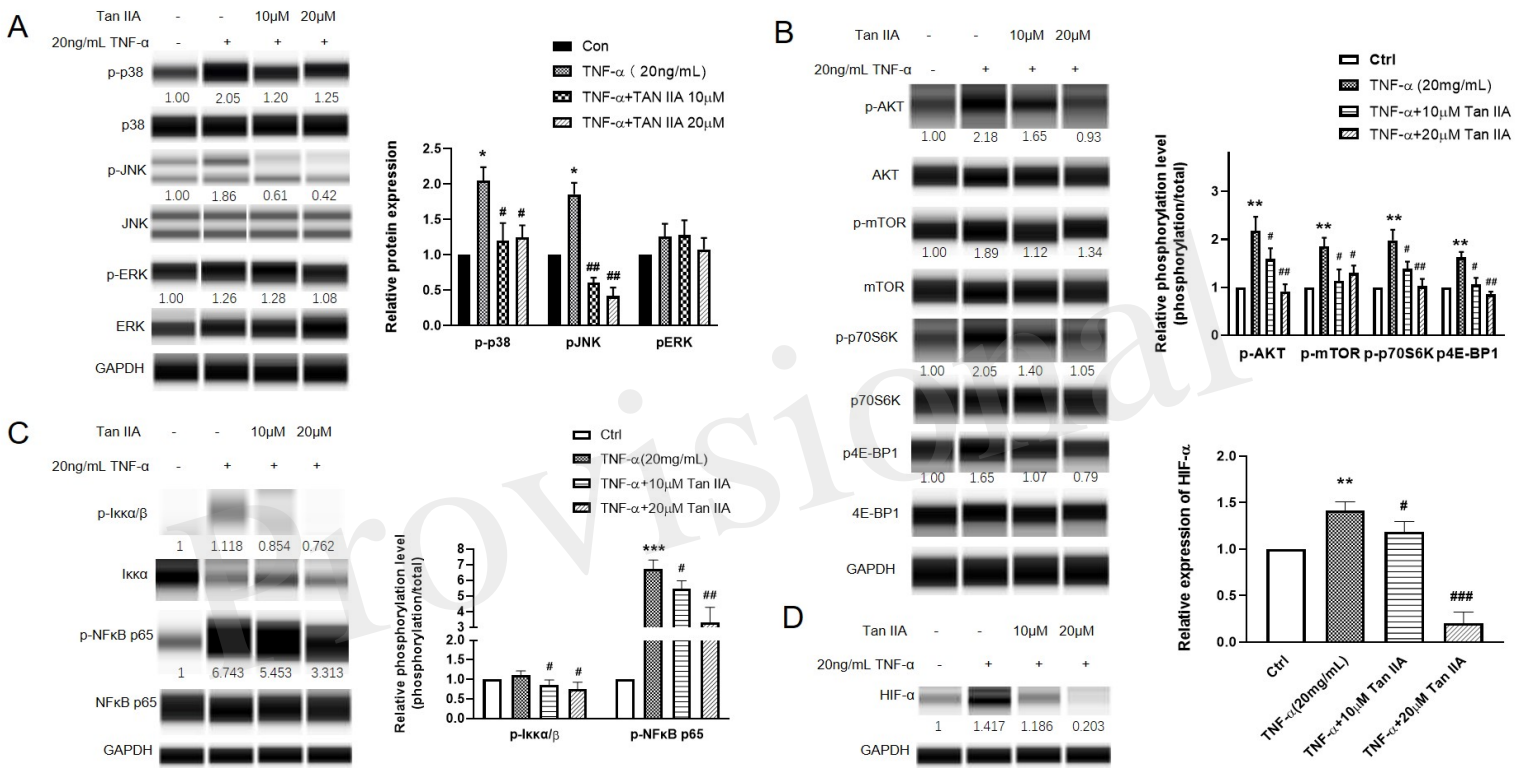 A
Tan IIA - - 10µM 20µM
20ng/mL TNF-α - + + +
p-p38
1.00 2.05 1.20 1.25
p38
p-JNK
1.00 1.86 0.61 0.42
JNK
p-ERK
1.00 1.26 1.28 1.08
ERK
GAPDH
Con
TNF-α ( 20ng/mL)
TNF-α+TAN IIA 10µM
TNF-α+TAN IIA 20µM
Relative protein expression
2.5
2.0
1.5
1.0
0.5
0.0
* # #
* ## ##
p-p38 pJNK pERK
B
Tan IIA - - 10µM 20µM
20ng/mL TNF-α - + + +
p-AKT
1.00 2.18 1.65 0.93
AKT
p-mTOR
1.00 1.89 1.12 1.34
mTOR
p-p70S6K
1.00 2.05 1.40 1.05
p70S6K
p4E-BP1
1.00 1.65 1.07 0.79
4E-BP1
GAPDH
Ctrl
TNF-α (20mg/mL)
TNF-α+10µM Tan IIA
TNF-α+20µM Tan IIA
Relative phosphorylation level
(phosphorylation/total)
3
2
1
0
** # ##
** # #
** # ##
** # ##
p-AKT p-mTOR p-p70S6K p4E-BP1
C
Tan IIA - - 10µM 20µM
20ng/mL TNF-α - + + +
p-Iκκα/β
1 1.118 0.854 0.762
Iκκα
p-NFκB p65
1 6.743 5.453 3.313
NFκB p65
GAPDH
Ctrl
TNF-α(20mg/mL)
TNF-α+10µM Tan IIA
TNF-α+20µM Tan IIA
Relative phosphorylation level
(phosphorylation/total)
8
7
6
5
4
3
2.0
1.5
1.0
0.5
0.0
# #
*** # ##
p-Iκκα/β p-NFκB p65
D
Tan IIA - - 10µM 20µM
20ng/mL TNF-α - + + +
HIF-α
1 1.417 1.186 0.203
GAPDH
Relative expression of HIF-α
2.0
1.5
1.0
0.5
0.0
** # ###
Ctrl
TNF-α(20mg/mL)
TNF-α+10µM Tan IIA
TNF-α+20µM Tan IIA
Provisional